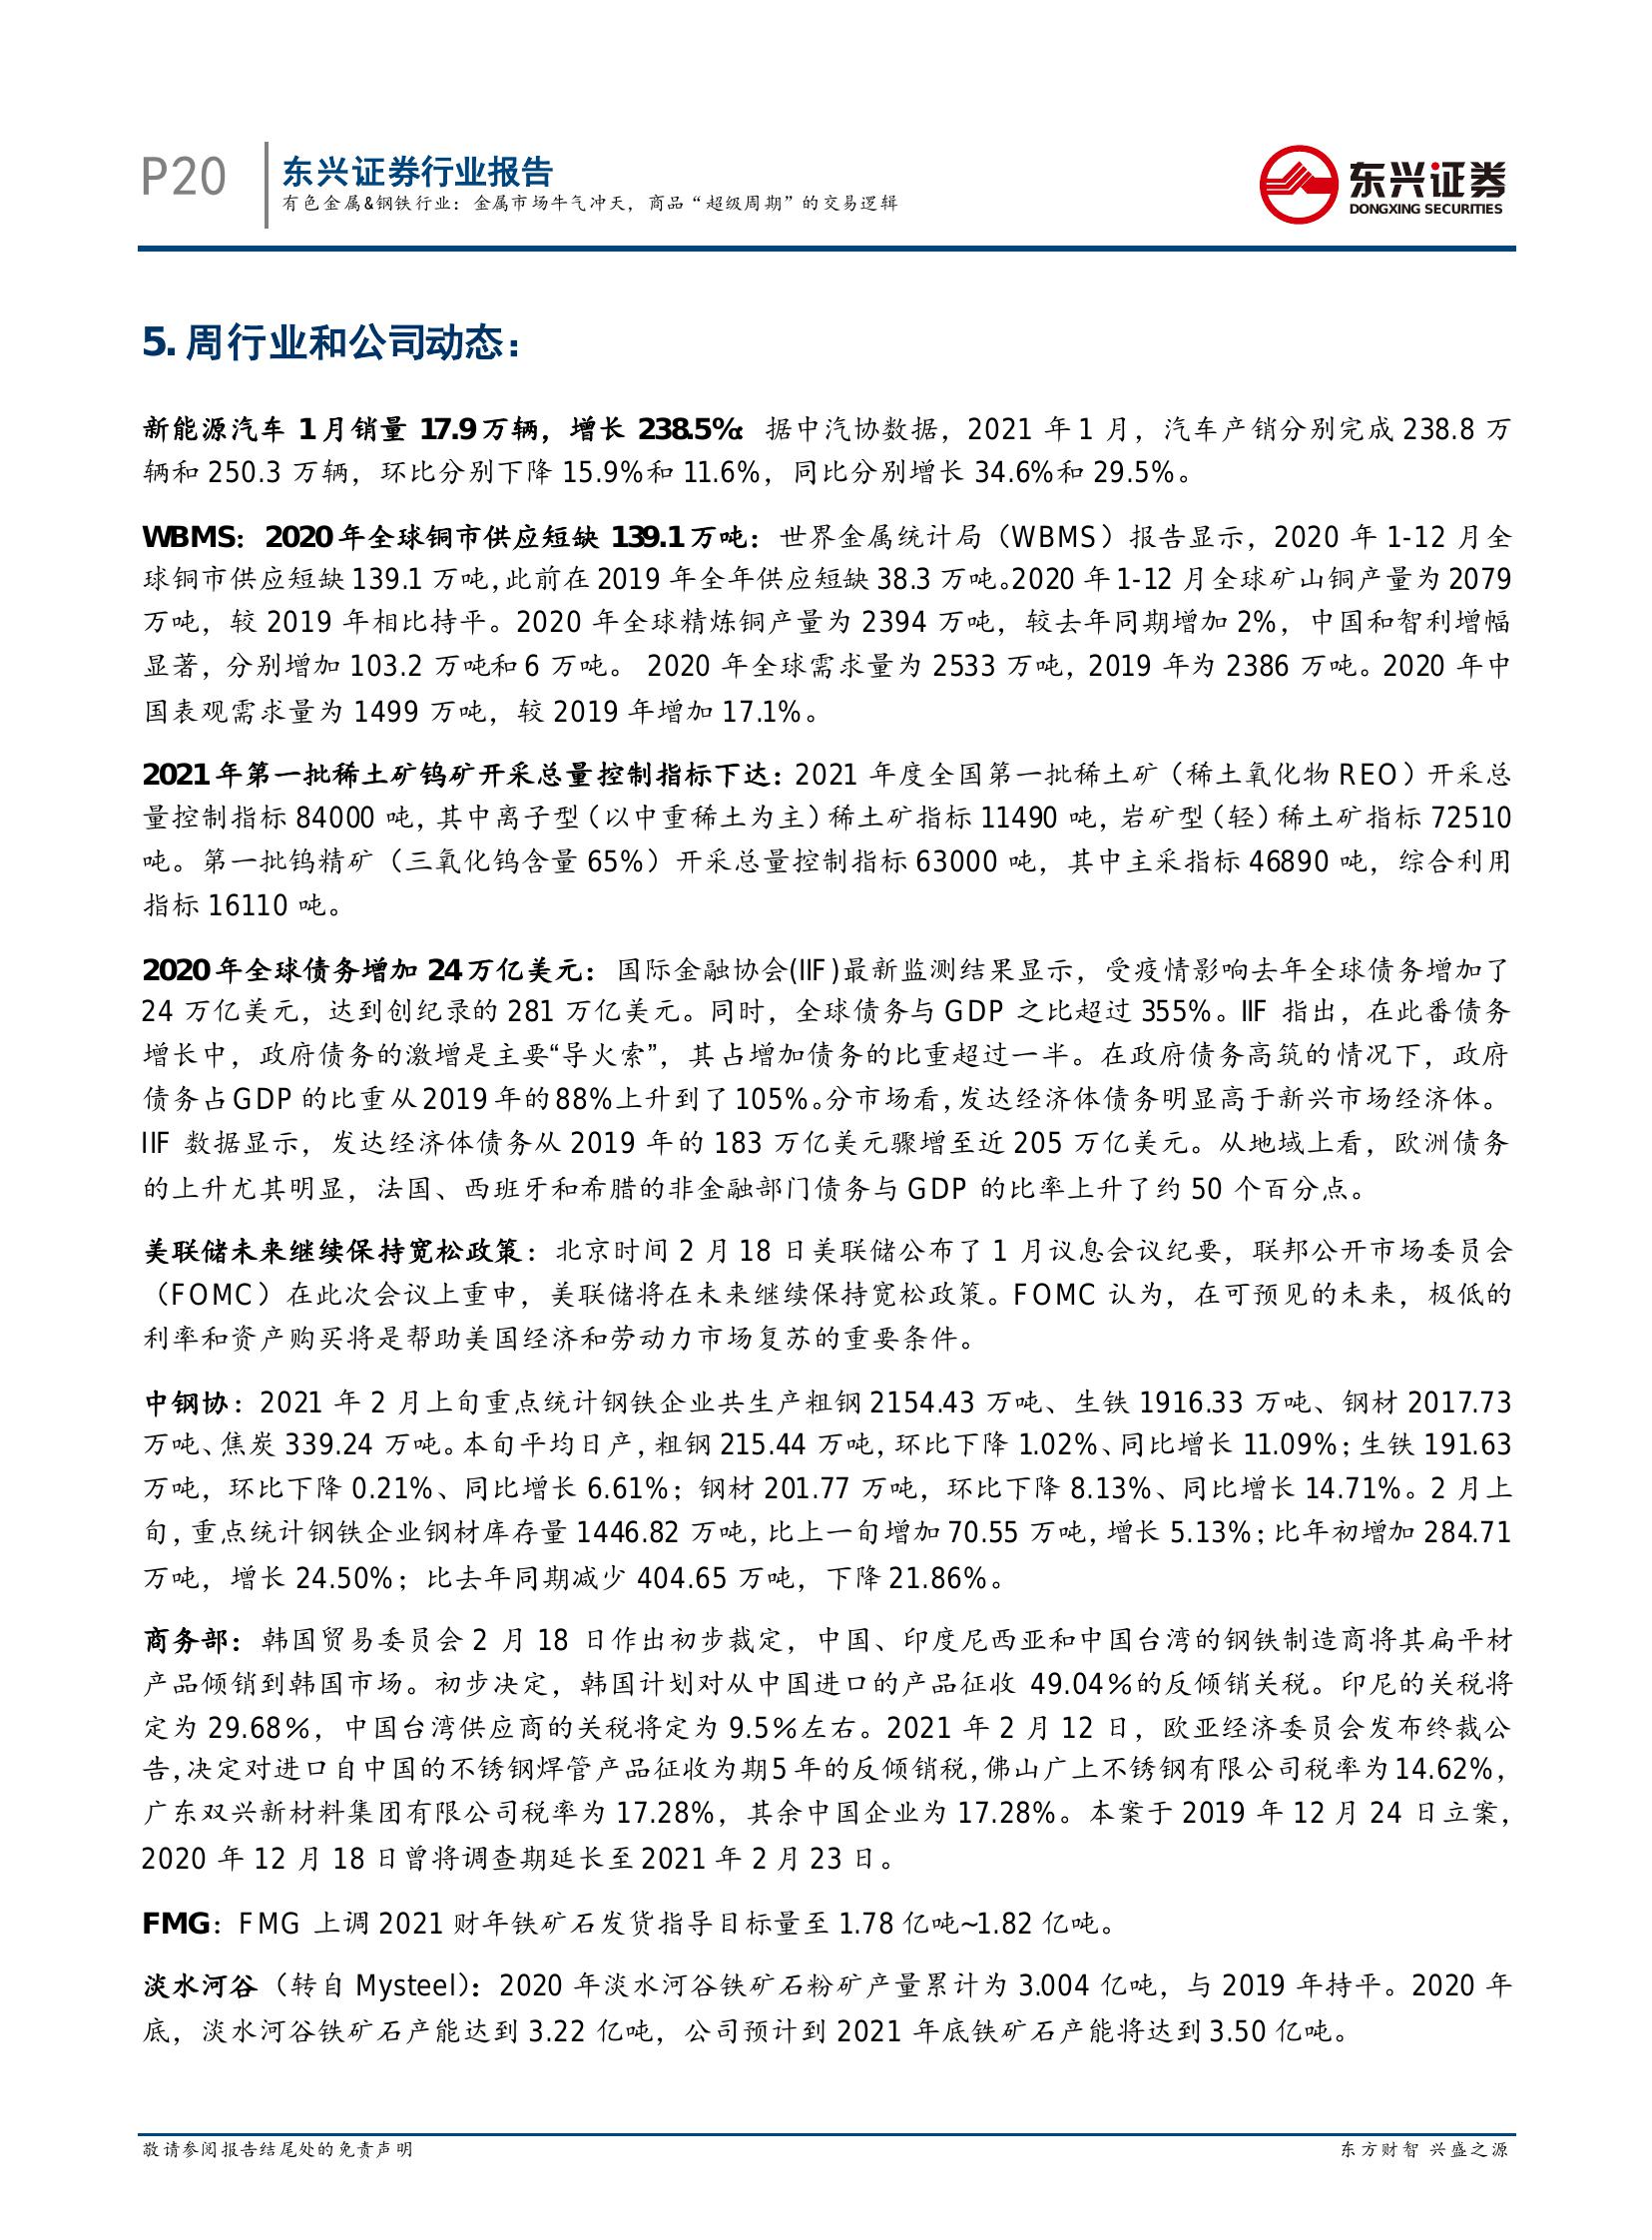 P20
东兴证券行业报告
有色金属&钢铁行业：金属市场牛气冲天，商品“超级周期”的交易逻辑
东兴证券
DONGXING SECURITIES
5. 周行业和公司动态：
新能源汽车 1 月销量 17.9 万辆，增长 238.5%：据中汽协数据，2021 年 1 月，汽车产销分别完成 238.8 万
辆和 250.3 万辆，环比分别下降 15.9%和 11.6%，同比分别增长 34.6%和 29.5%。
WBMS：2020 年全球铜市供应短缺 139.1 万吨：世界金属统计局（WBMS）报告显示，2020 年 1-12 月全
球铜市供应短缺 139.1 万吨，此前在 2019 年全年供应短缺 38.3 万吨。2020 年 1-12 月全球矿山铜产量为 2079
万吨，较 2019 年相比持平。2020 年全球精炼铜产量为 2394 万吨，较去年同期增加 2%，中国和智利增幅
显著，分别增加 103.2 万吨和 6 万吨。 2020 年全球需求量为 2533 万吨，2019 年为 2386 万吨。2020 年中
国表观需求量为 1499 万吨，较 2019 年增加 17.1%。
2021 年第一批稀土矿钨矿开采总量控制指标下达：2021 年度全国第一批稀土矿（稀土氧化物 REO）开采总
量控制指标 84000 吨，其中离子型（以中重稀土为主）稀土矿指标 11490 吨，岩矿型（轻）稀土矿指标 72510
吨。第一批钨精矿（三氧化钨含量 65%）开采总量控制指标 63000 吨，其中主采指标 46890 吨，综合利用
指标 16110 吨。
2020 年全球债务增加 24 万亿美元：国际金融协会(IIF)最新监测结果显示，受疫情影响去年全球债务增加了
24 万亿美元，达到创纪录的 281 万亿美元。同时，全球债务与 GDP 之比超过 355%。IIF 指出，在此番债务
增长中，政府债务的激增是主要“导火索”，其占增加债务的比重超过一半。在政府债务高筑的情况下，政府
债务占 GDP 的比重从 2019 年的 88%上升到了 105%。分市场看，发达经济体债务明显高于新兴市场经济体。
IIF 数据显示，发达经济体债务从 2019 年的 183 万亿美元骤增至近 205 万亿美元。从地域上看，欧洲债务
的上升尤其明显，法国、西班牙和希腊的非金融部门债务与 GDP 的比率上升了约 50 个百分点。
美联储未来继续保持宽松政策：北京时间 2 月 18 日美联储公布了 1 月议息会议纪要，联邦公开市场委员会
（FOMC）在此次会议上重申，美联储将在未来继续保持宽松政策。FOMC 认为，在可预见的未来，极低的
利率和资产购买将是帮助美国经济和劳动力市场复苏的重要条件。
中钢协：2021 年 2 月上旬重点统计钢铁企业共生产粗钢 2154.43 万吨、生铁 1916.33 万吨、钢材 2017.73
万吨、焦炭 339.24 万吨。本旬平均日产，粗钢 215.44 万吨，环比下降 1.02%、同比增长 11.09%；生铁 191.63
万吨，环比下降 0.21%、同比增长 6.61%；钢材 201.77 万吨，环比下降 8.13%、同比增长 14.71%。2 月上
旬，重点统计钢铁企业钢材库存量 1446.82 万吨，比上一旬增加 70.55 万吨，增长 5.13%；比年初增加 284.71
万吨，增长 24.50%；比去年同期减少 404.65 万吨，下降 21.86%。
商务部：韩国贸易委员会 2 月 18 日作出初步裁定，中国、印度尼西亚和中国台湾的钢铁制造商将其扁平材
产品倾销到韩国市场。初步决定，韩国计划对从中国进口的产品征收 49.04%的反倾销关税。印尼的关税将
定为 29.68%，中国台湾供应商的关税将定为 9.5%左右。2021 年 2 月 12 日，欧亚经济委员会发布终裁公
告，决定对进口自中国的不锈钢焊管产品征收为期 5 年的反倾销税，佛山广上不锈钢有限公司税率为 14.62%，
广东双兴新材料集团有限公司税率为 17.28%，其余中国企业为 17.28%。本案于 2019 年 12 月 24 日立案，
2020 年 12 月 18 日曾将调查期延长至 2021 年 2 月 23 日。
FMG：FMG 上调 2021 财年铁矿石发货指导目标量至 1.78 亿吨~1.82 亿吨。
淡水河谷（转自 Mysteel）：2020 年淡水河谷铁矿石粉矿产量累计为 3.004 亿吨，与 2019 年持平。2020 年
底，淡水河谷铁矿石产能达到 3.22 亿吨，公司预计到 2021 年底铁矿石产能将达到 3.50 亿吨。
敬请参阅报告结尾处的免责声明
东方财智 兴盛之源